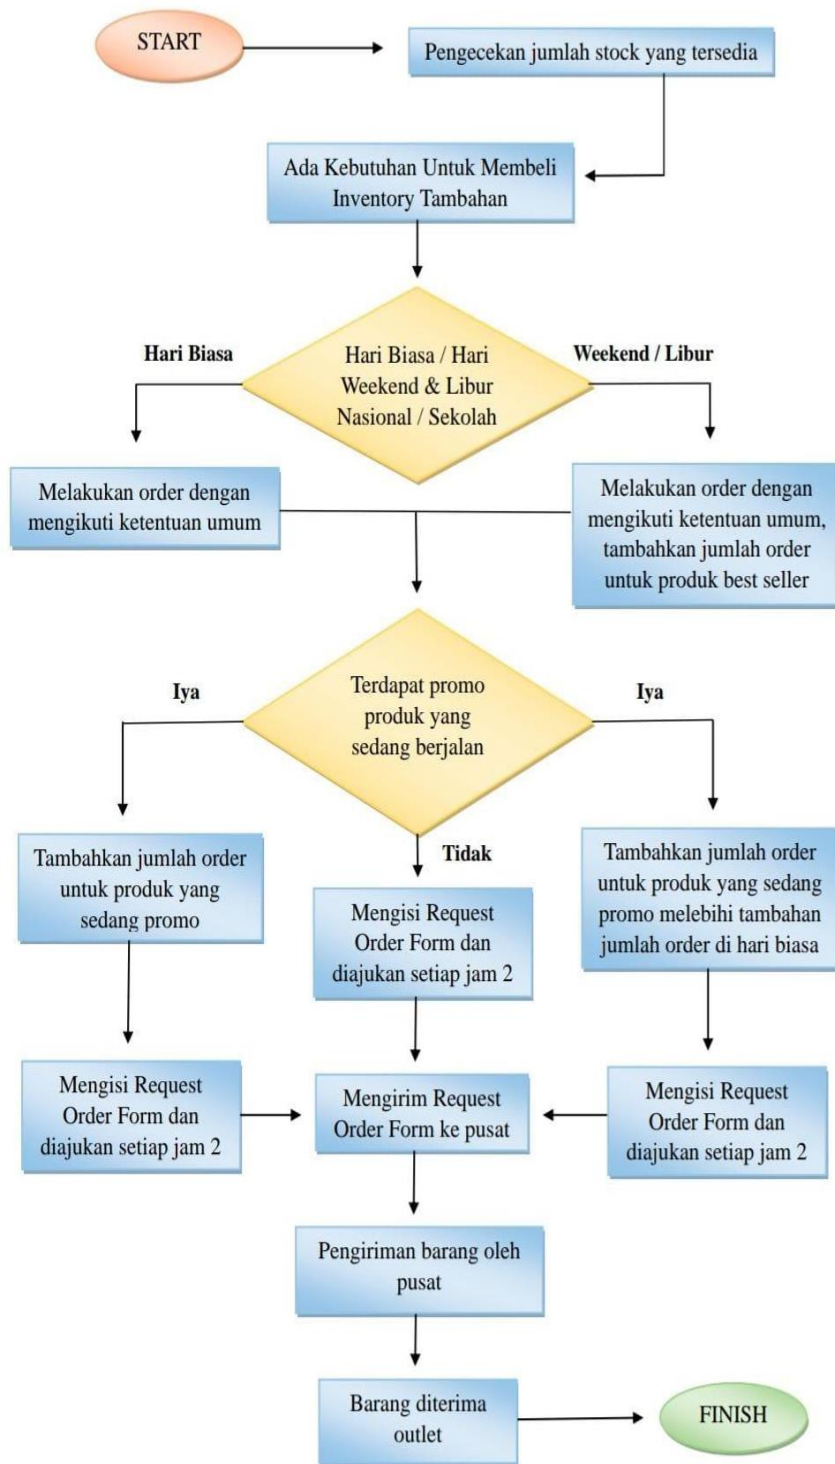 START
Pengecekan jumlah stock yang tersedia
Ada Kebutuhan Untuk Membeli
Inventory Tambahan
Hari Biasa
Hari Biasa / Hari
Weekend & Libur
Nasional / Sekolah
Weekend / Libur
Melakukan order dengan
mengikuti ketentuan umum
Melakukan order dengan
mengikuti ketentuan umum,
tambahkan jumlah order
untuk produk best seller
Iya
Terdapat promo
produk yang
sedang berjalan
Iya
Tidak
Tambahkan jumlah order
untuk produk yang
sedang promo
Mengisi Request
Order Form dan
diajukan setiap jam 2
Tambahkan jumlah order
untuk produk yang sedang
promo melebihi tambahan
jumlah order di hari biasa
Mengisi Request
Order Form dan
diajukan setiap jam 2
Mengirim Request
Order Form ke pusat
Mengisi Request
Order Form dan
diajukan setiap jam 2
Pengiriman barang oleh
pusat
Barang diterima
outlet
FINISH